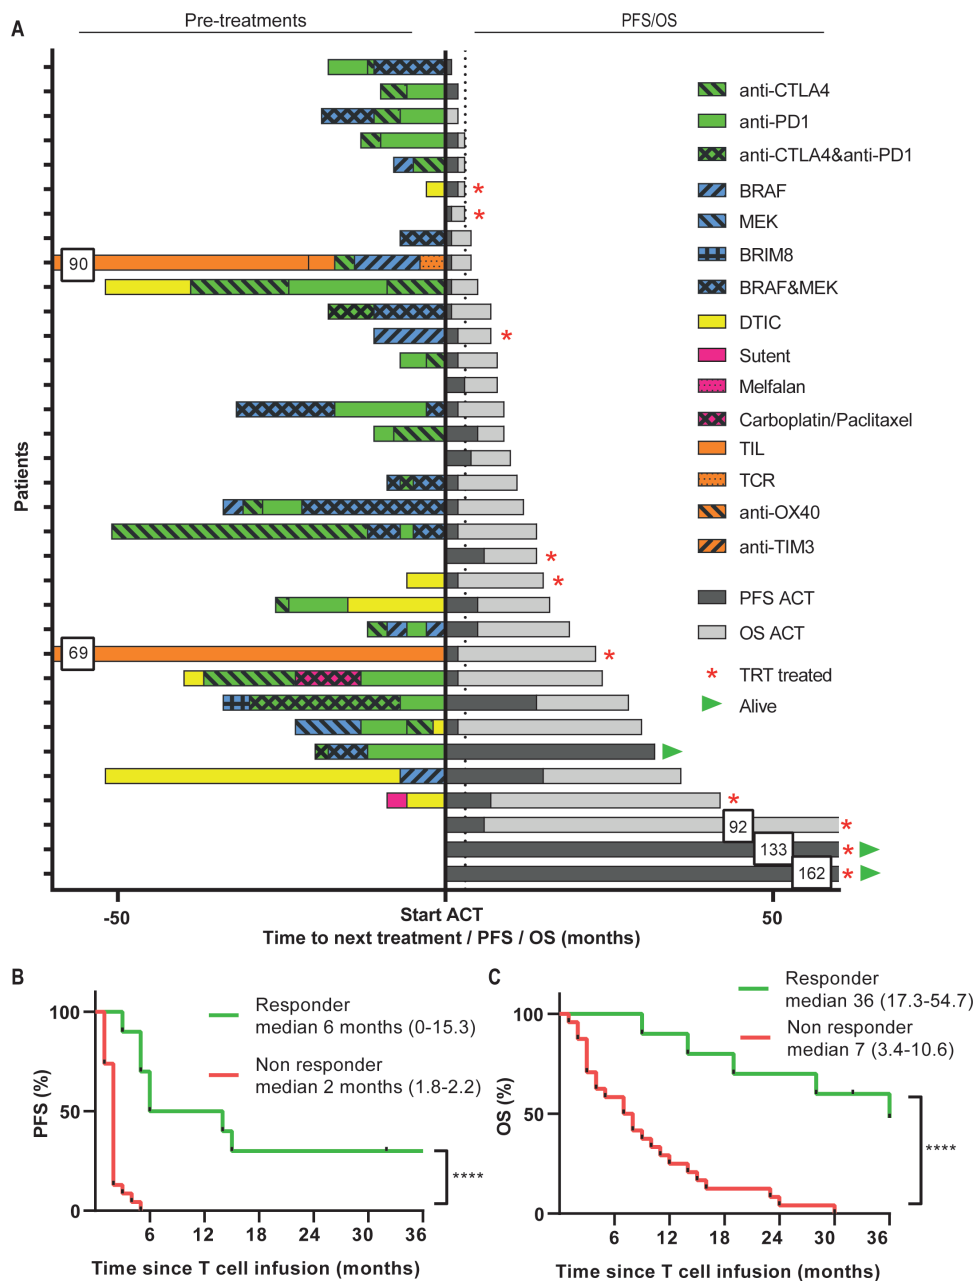 Pre-treatments
PFS/OS
A
anti-CTLA4
anti-PD1
anti-CTLA4&anti-PD1
BRAF
MEK
BRIM8
BRAF&MEK
DTIC
Sutent
Melfalan
Carboplatin/Paclitaxel
TIL
TCR
anti-OX40
anti-TIM3
PFS ACT
OS ACT
* TRT treated
Alive
Patients
*
*
90
*
*
*
69
*
*
92
*
133
*
162
*
-50
Start ACT
50
Time to next treatment / PFS / OS (months)
B
Responder
median 6 months (0-15.3)
Non responder
median 2 months (1.8-2.2)
PFS (%)
100
50
0
6 12 18 24 30 36
****
Time since T cell infusion (months)
C
Responder
median 36 (17.3-54.7)
Non responder
median 7 (3.4-10.6)
OS (%)
100
50
0
6 12 18 24 30 36
****
Time since T cell infusion (months)